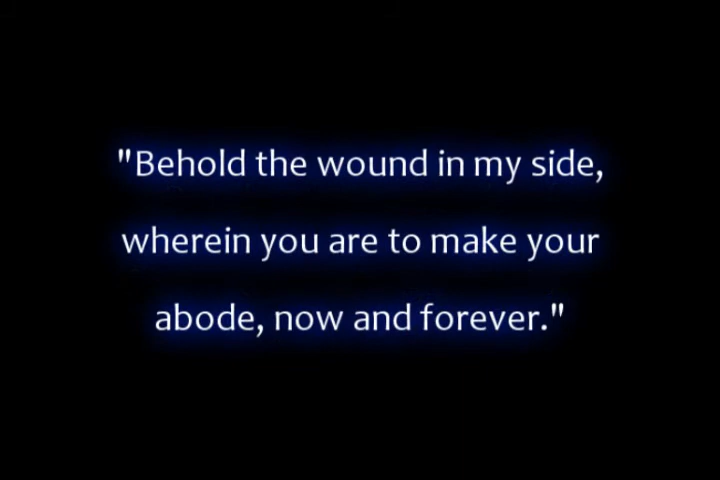 "Behold the wound in my side,
wherein you are to make your
abode, now and forever."